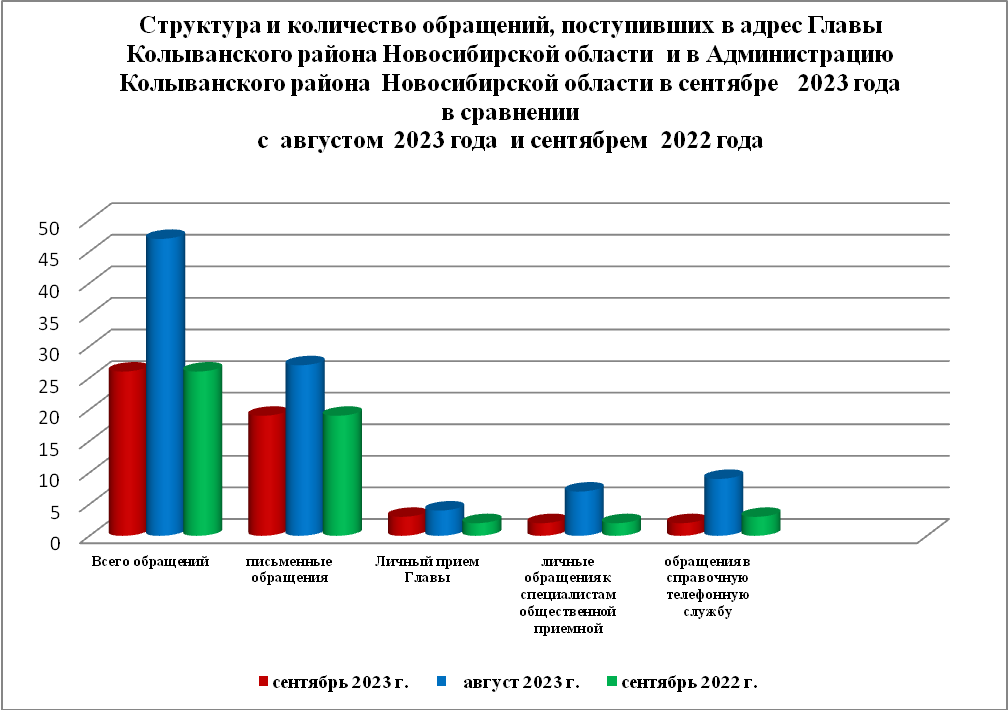 Структура и количество обращений, поступивших в адрес Главы
Колыванского района Новосибирской области и в Администрацию
Колыванского района Новосибирской области в сентябре 2023 года
в сравнении
с августом 2023 года и сентябрем 2022 года
50
45
40
35
30
25
20
15
10
5
0
Всего обращений
письменные
обращения
Личный прием
Главы
личные
обращения к
специалистам
общественной
приемной
обращения в
справочную
телефонную
службу
сентябрь 2023 г.
август 2023 г.
сентябрь 2022 г.